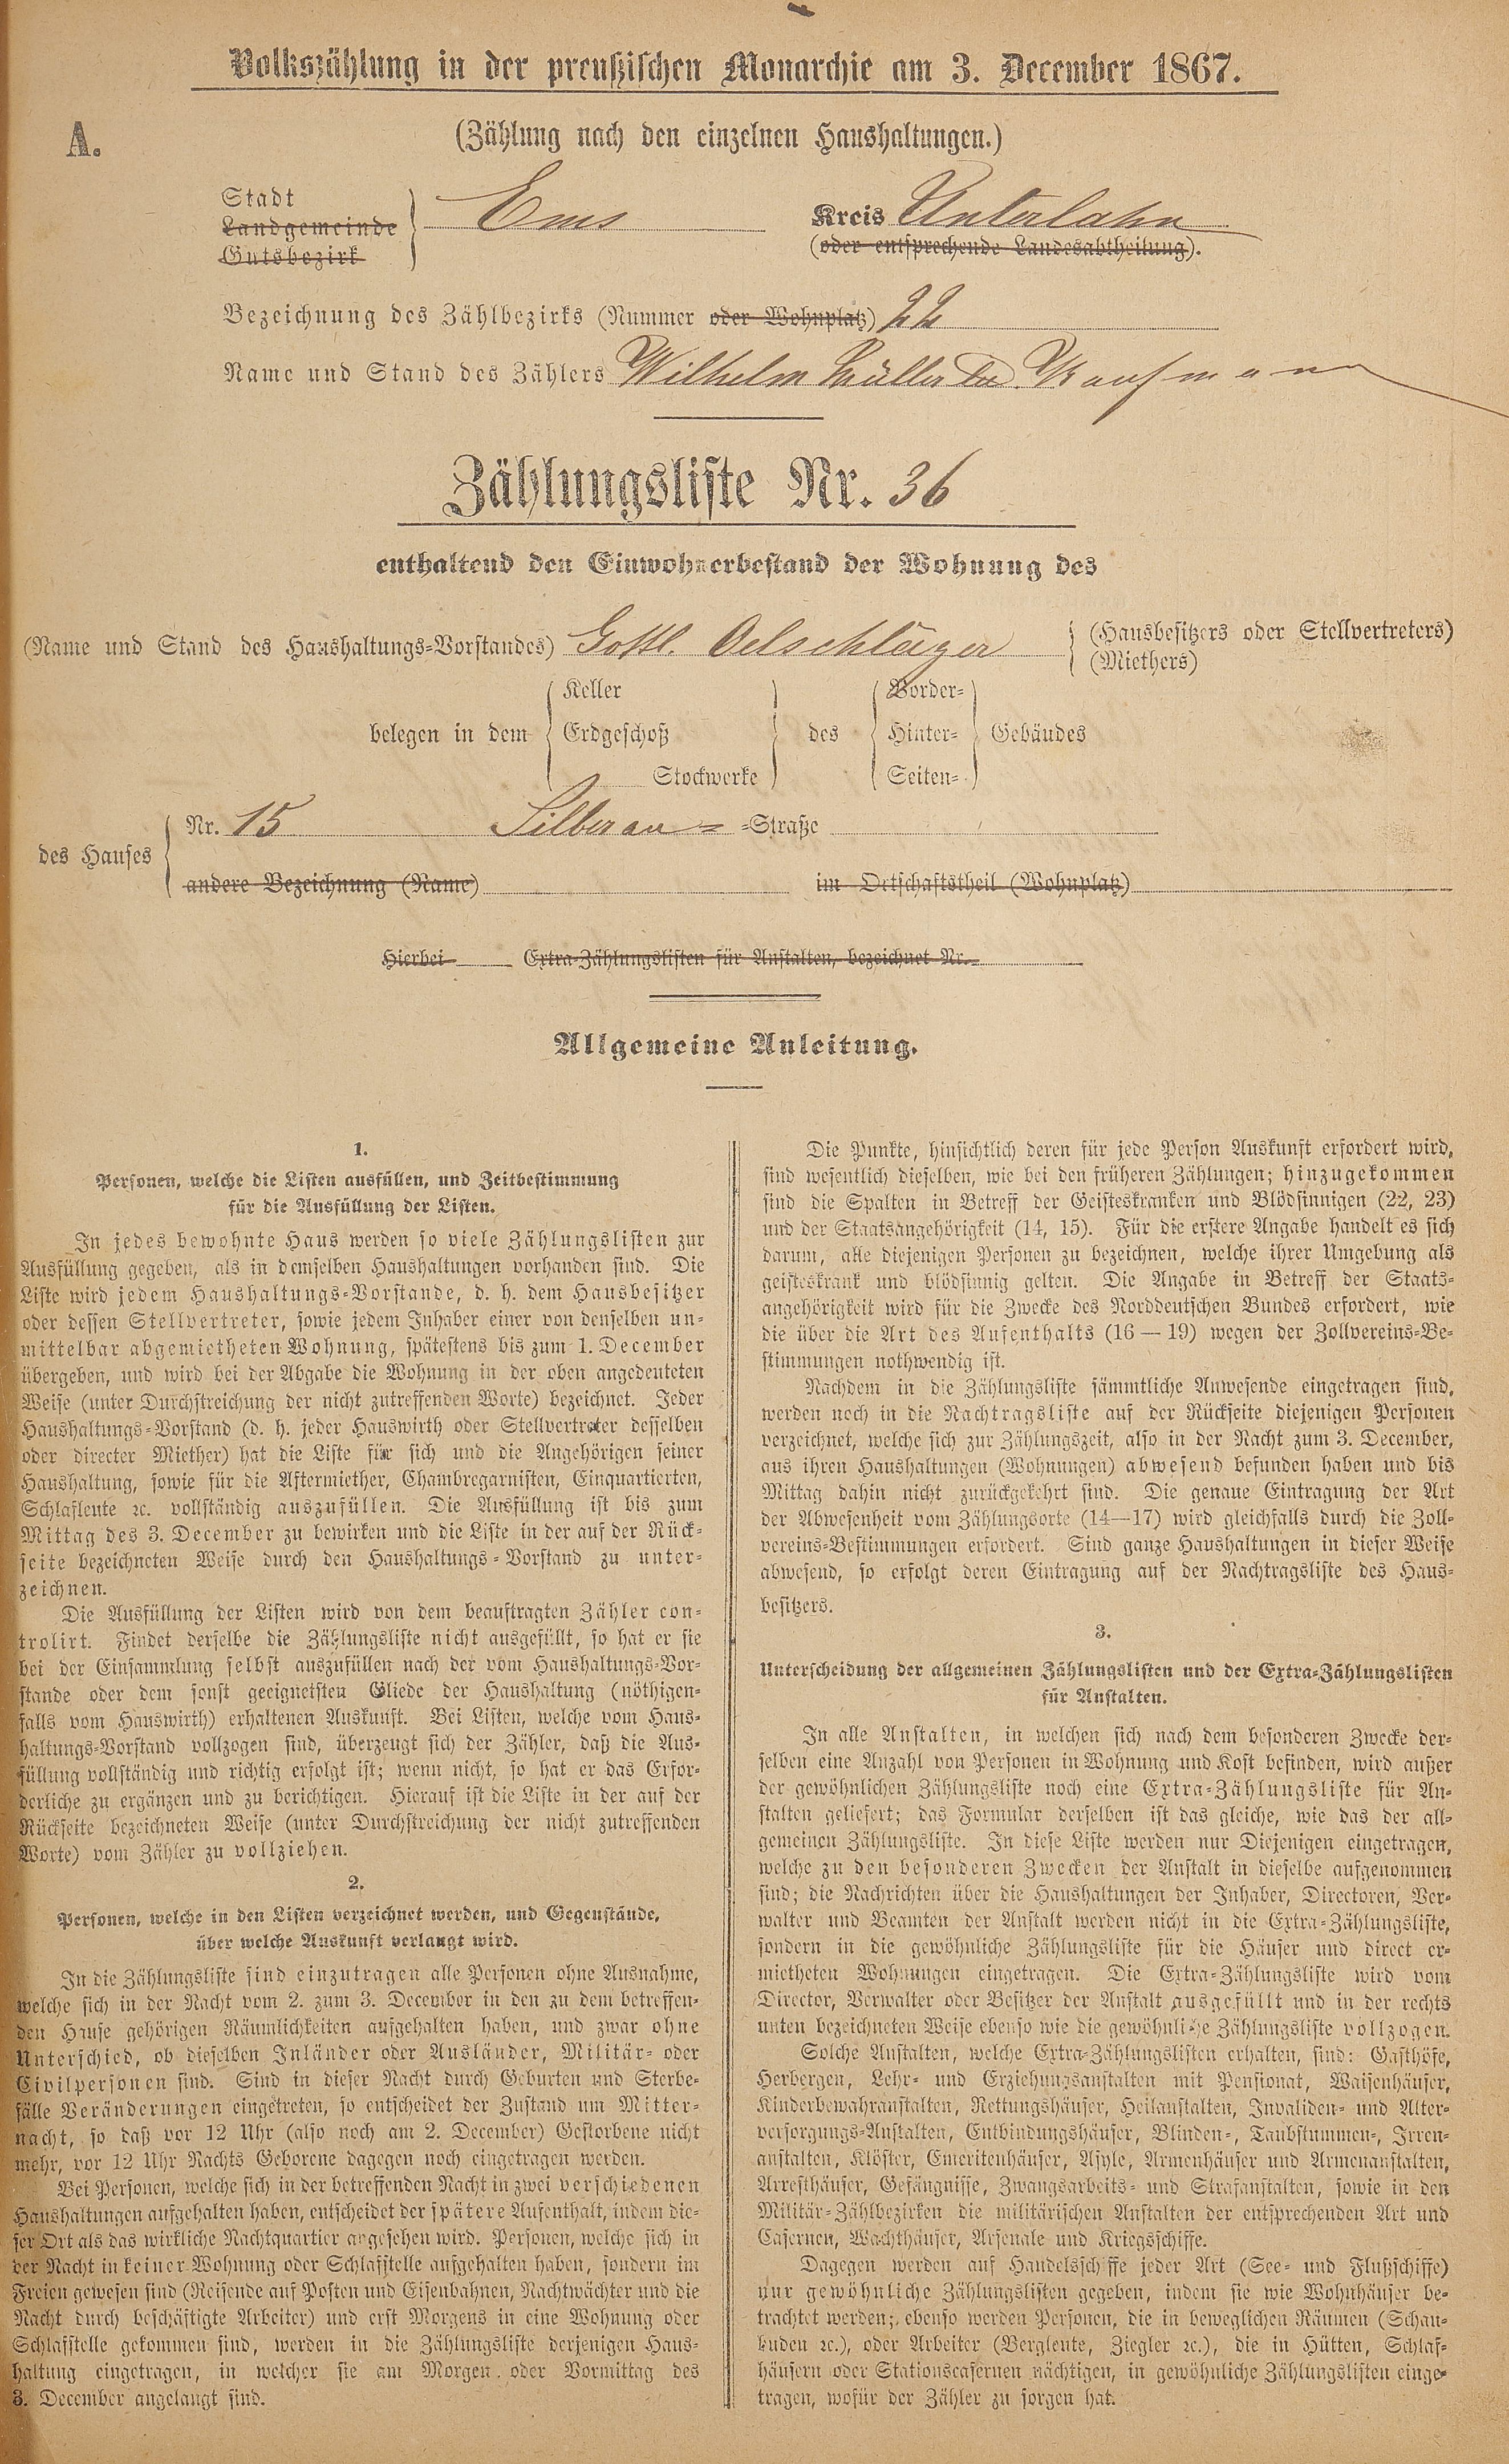 Volkszählung in der preußischen Monarchie am 3. December 1867.
A.
(Zählung nach den einzelnen Haushaltungen.)
Stadt
Landgemeinde
Gutsbezirk
Ems
Kreis Unterlahn
(oder entsprechende Landesabtheilung).
Bezeichnung des Zählbezirks (Nummer oder Wohnplatz) 22
Name und Stand des Zählers Wilhelm Müller Kaufmann
Zählungsliste Nr. 36
enthaltend den Einwohnerbestand der Wohnung des
(Name und Stand des Haushaltungs-Vorstandes) Gottl. Oelschläger (Hausbesitzers oder Stellvertreters)
(Miethers)
Keller Vorder-
belegen in dem Erdgeschoß des Hinter- Gebäudes
Stockwerke Seiten-
des Hauses
Nr. 15 Silberau- -Straße
andere Bezeichnung (Name) im Ortschaftstheil (Wohnplatz)
Hierbei Extra-Zählungslisten für Anstalten, bezeichnet Nr.
Allgemeine Anleitung.
1.
Personen, welche die Listen ausfüllen, und Zeitbestimmung
für die Ausfüllung der Listen.
In jedes bewohnte Haus werden so viele Zählungslisten zur
Ausfüllung gegeben, als in demselben Haushaltungen vorhanden sind. Die
Liste wird jedem Haushaltungs-Vorstande, d. h. dem Hausbesitzer
oder dessen Stellvertreter, sowie jedem Inhaber einer von denselben un-
mittelbar abgemietheten Wohnung, spätestens bis zum 1. December
übergeben, und wird bei der Abgabe die Wohnung in der oben angedeuteten
Weise (unter Durchstreichung der nicht zutreffenden Worte) bezeichnet. Jeder
Haushaltungs-Vorstand (d. h. jeder Hauswirth oder Stellvertreter desselben
oder directer Miether) hat die Liste für sich und die Angehörigen seiner
Haushaltung, sowie für die Aftermiether, Chambregarnisten, Einquartierten,
Schlafleute ꝛc. vollständig auszufüllen. Die Ausfüllung ist bis zum
Mittag des 3. December zu bewirken und die Liste in der auf der Rück-
seite bezeichneten Weise durch den Haushaltungs-Vorstand zu unter-
zeichnen.
Die Ausfüllung der Listen wird von dem beauftragten Zähler con-
trolirt. Findet derselbe die Zählungsliste nicht ausgefüllt, so hat er sie
bei der Einsammlung selbst auszufüllen nach der vom Haushaltungs-Vor-
stande oder dem sonst geeignetsten Gliede der Haushaltung (nöthigen-
falls vom Hauswirth) erhaltenen Auskunft. Bei Listen, welche vom Haus-
haltungs-Vorstand vollzogen sind, überzeugt sich der Zähler, daß die Aus-
füllung vollständig und richtig erfolgt ist; wenn nicht, so hat er das Erfor-
derliche zu ergänzen und zu berichtigen. Hierauf ist die Liste in der auf der
Rückseite bezeichneten Weise (unter Durchstreichung der nicht zutreffenden
Worte) vom Zähler zu vollziehen.
2.
Personen, welche in den Listen verzeichnet werden, und Gegenstände,
über welche Auskunft verlangt wird.
In die Zählungsliste sind einzutragen alle Personen ohne Ausnahme,
welche sich in der Nacht vom 2. zum 3. December in den zu dem betreffen-
den Hause gehörigen Räumlichkeiten aufgehalten haben, und zwar ohne
Unterschied, ob dieselben Inländer oder Ausländer, Militär- oder
Civilpersonen sind. Sind in dieser Nacht durch Geburten und Sterbe-
fälle Veränderungen eingetreten, so entscheidet der Zustand um Mitter-
nacht, so daß vor 12 Uhr (also noch am 2. December) Gestorbene nicht
mehr, vor 12 Uhr Nachts Geborene dagegen noch eingetragen werden.
Bei Personen, welche sich in der betreffenden Nacht in zwei verschiedenen
Haushaltungen aufgehalten haben, entscheidet der spätere Aufenthalt, indem die-
ser Ort als das wirkliche Nachtquartier angesehen wird. Personen, welche sich in
der Nacht in keiner Wohnung oder Schlafstelle aufgehalten haben, sondern im
Freien gewesen sind (Reisende auf Posten und Eisenbahnen, Nachtwächter und die
Nacht durch beschäftigte Arbeiter) und erst Morgens in eine Wohnung oder
Schlafstelle gekommen sind, werden in die Zählungsliste derjenigen Haus-
haltung eingetragen, in welcher sie am Morgen oder Vormittag des
3. December angelangt sind.
Die Punkte, hinsichtlich deren für jede Person Auskunft erfordert wird,
sind wesentlich dieselben, wie bei den früheren Zählungen; hinzugekommen
sind die Spalten in Betreff der Geisteskranken und Blödsinnigen (22, 23)
und der Staatsangehörigkeit (14, 15). Für die erstere Angabe handelt es sich
darum, alle diejenigen Personen zu bezeichnen, welche ihrer Umgebung als
geisteskrank und blödsinnig gelten. Die Angabe in Betreff der Staats-
angehörigkeit wird für die Zwecke des Norddeutschen Bundes erfordert, wie
die über die Art des Aufenthalts (16 — 19) wegen der Zollvereins-Be-
stimmungen nothwendig ist.
Nachdem in die Zählungsliste sämmtliche Anwesende eingetragen sind,
werden noch in die Nachtragsliste auf der Rückseite diejenigen Personen
verzeichnet, welche sich zur Zählungszeit, also in der Nacht zum 3. December,
aus ihren Haushaltungen (Wohnungen) abwesend befunden haben und bis
Mittag dahin nicht zurückgekehrt sind. Die genaue Eintragung der Art
der Abwesenheit vom Zählungsorte (14—17) wird gleichfalls durch die Zoll-
vereins-Bestimmungen erfordert. Sind ganze Haushaltungen in dieser Weise
abwesend, so erfolgt deren Eintragung auf der Nachtragsliste des Haus-
besitzers.
3.
Unterscheidung der allgemeinen Zählungslisten und der Extra-Zählungslisten
für Anstalten.
In alle Anstalten, in welchen sich nach dem besonderen Zwecke der-
selben eine Anzahl von Personen in Wohnung und Kost befinden, wird außer
der gewöhnlichen Zählungsliste noch eine Extra-Zählungsliste für An-
stalten geliefert; das Formular derselben ist das gleiche, wie das der all-
gemeinen Zählungsliste. In diese Liste werden nur Diejenigen eingetragen,
welche zu den besonderen Zwecken der Anstalt in dieselbe aufgenommen
sind; die Nachrichten über die Haushaltungen der Inhaber, Directoren, Ver-
walter und Beamten der Anstalt werden nicht in die Extra-Zählungsliste,
sondern in die gewöhnliche Zählungsliste für die Häuser und direct er-
mietheten Wohnungen eingetragen. Die Extra-Zählungsliste wird vom
Director, Verwalter oder Besitzer der Anstalt ausgefüllt und in der rechts
unten bezeichneten Weise ebenso wie die gewöhnliche Zählungsliste vollzogen.
Solche Anstalten, welche Extra-Zählungslisten erhalten, sind: Gasthöfe,
Herbergen, Lehr- und Erziehungsanstalten mit Pensionat, Waisenhäuser,
Kinderbewahranstalten, Rettungshäuser, Heilanstalten, Invaliden- und Alter-
versorgungs-Anstalten, Entbindungshäuser, Blinden-, Taubstummen-, Irren-
anstalten, Klöster, Emeritenhäuser, Asyle, Armenhäuser und Armenanstalten,
Arresthäuser, Gefängnisse, Zwangsarbeits- und Strafanstalten, sowie in den
Militär-Zählbezirken die militärischen Anstalten der entsprechenden Art und
Casernen, Wachthäuser, Arsenale und Kriegsschiffe.
Dagegen werden auf Handelsschiffe jeder Art (See- und Flußschiffe)
nur gewöhnliche Zählungslisten gegeben, indem sie wie Wohnhäuser be-
trachtet werden; ebenso werden Personen, die in beweglichen Räumen (Schau-
buden ꝛc.), oder Arbeiter (Bergleute, Ziegler ꝛc.), die in Hütten, Schlaf-
häusern oder Stationscasernen nächtigen, in gewöhnliche Zählungslisten einge-
tragen, wofür der Zähler zu sorgen hat.